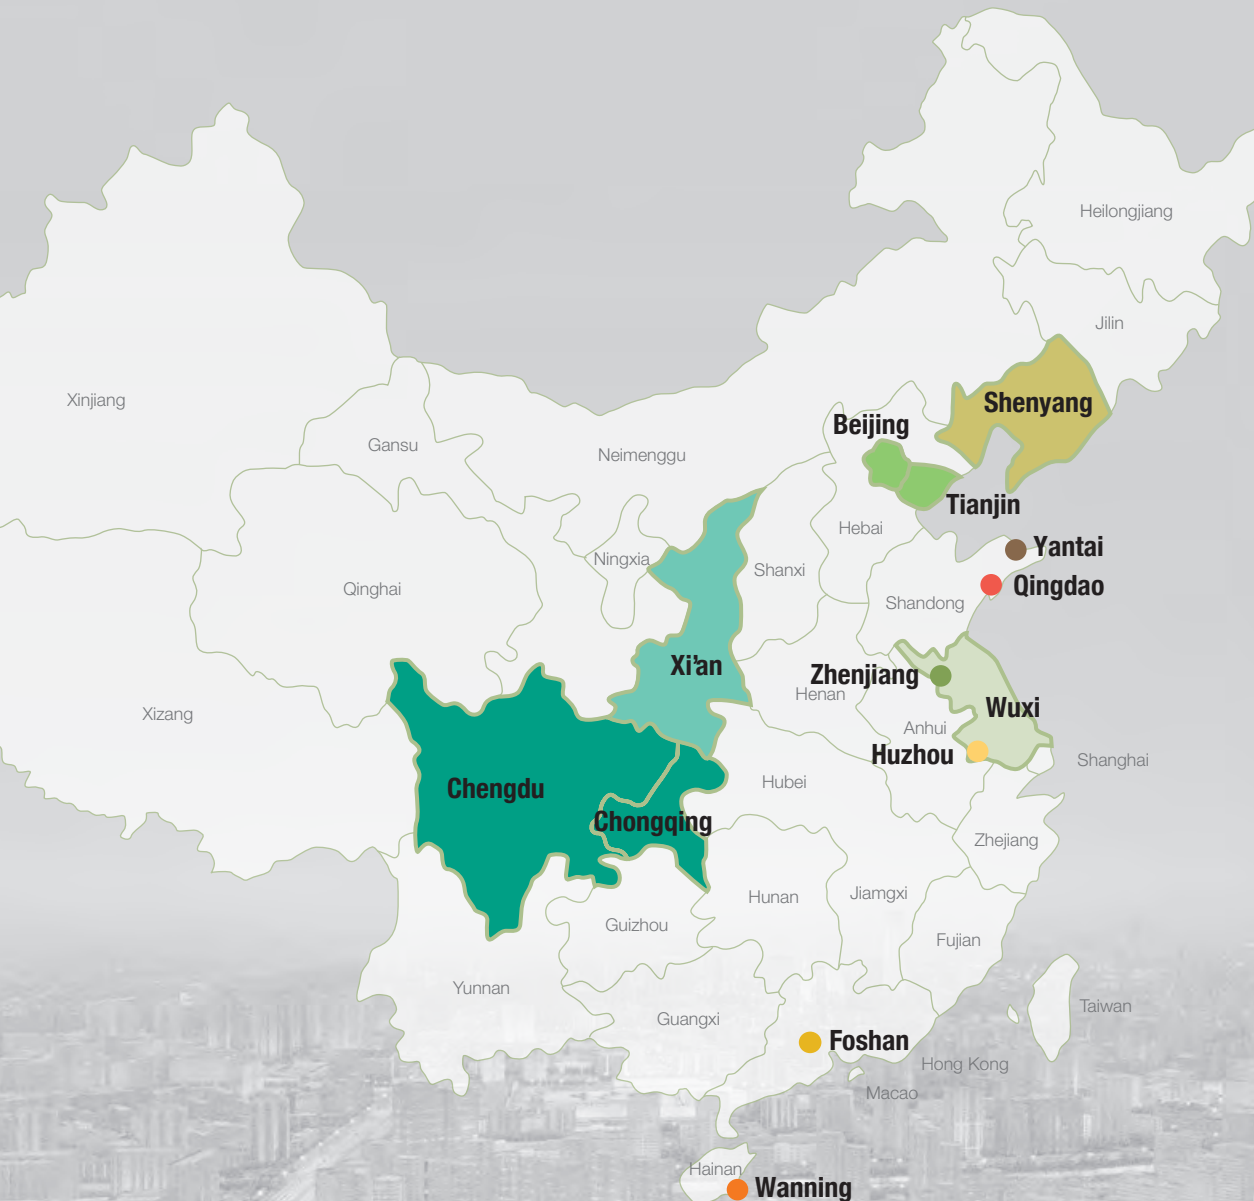 Heilongjiang
Jilin
Xinjiang
Shenyang
Beijing
Gansu
Neimenggu
Tianjin
Hebai
Yantai
Ningxia
Shanxi
Qinghai
Qingdao
Shandong
Xi'an
Zhenjiang
Henan
Wuxi
Xizang
Anhui
Huzhou
Shanghai
Chengdu
Hubei
Chongqing
Zhejiang
Hunan
Jiamgxi
Guizhou
Fujian
Yunnan
Taiwan
Guangxi
Foshan
Hong Kong
Macao
Hainan
Wanning